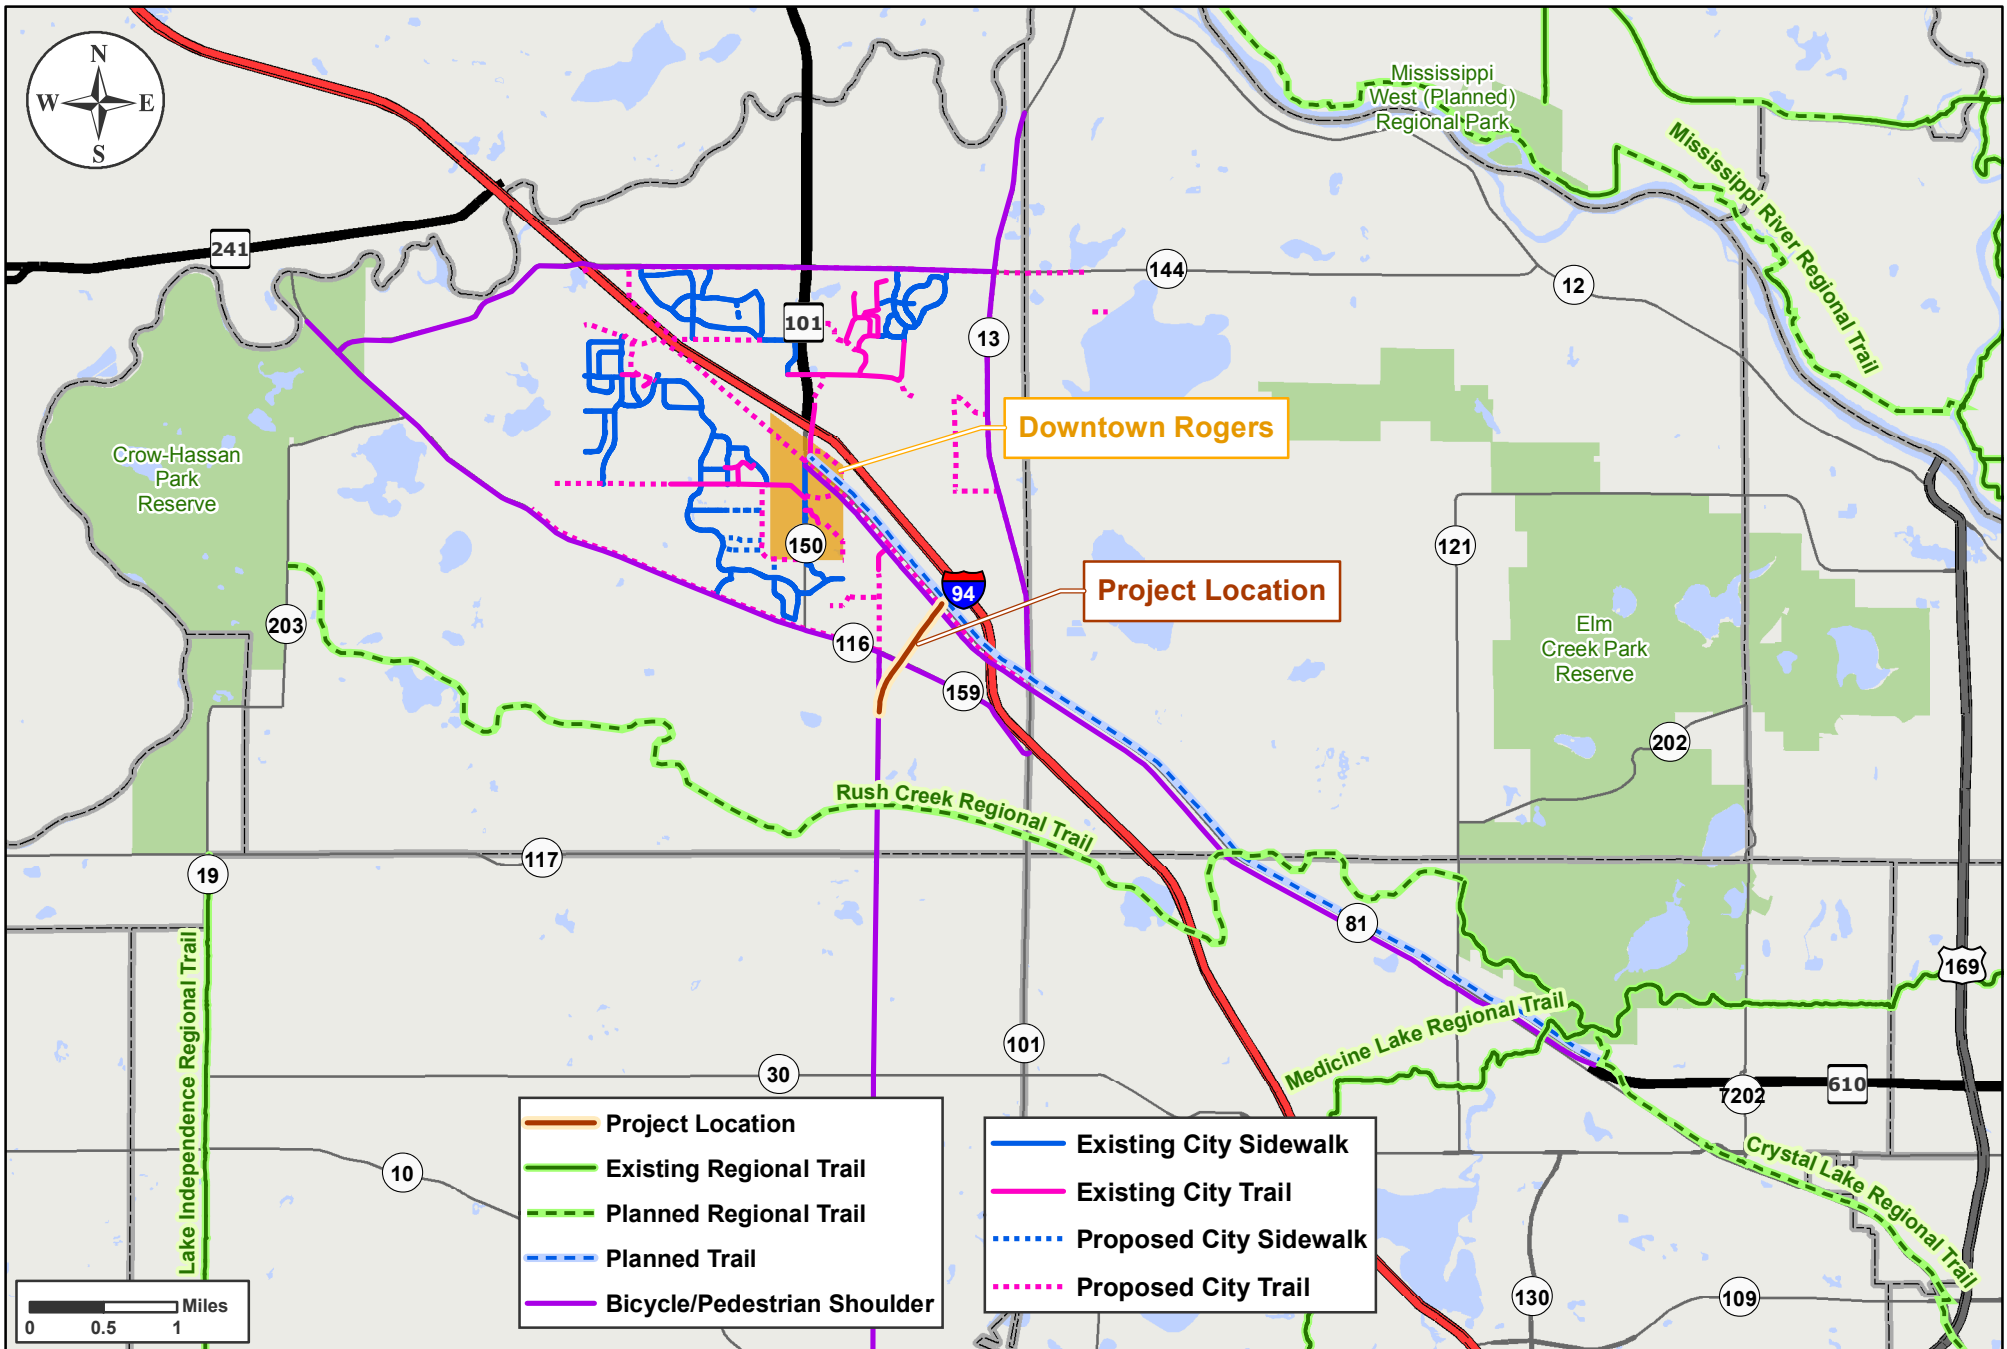 N
W E
S
Mississippi
West (Planned)
Regional Park
Mississippi River Regional Trail
241
144
12
101
13
Downtown Rogers
Crow-Hassan
Park
Reserve
150
121
94
Project Location
203
116
Elm
Creek Park
Reserve
159
202
Rush Creek Regional Trail
117
19
81
169
Lake Independence Regional Trail
Medicine Lake Regional Trail
101
30
7202
610
10
Crystal Lake Regional Trail
130
109
Project Location
Existing Regional Trail
Planned Regional Trail
Planned Trail
Bicycle/Pedestrian Shoulder
Existing City Sidewalk
Existing City Trail
Proposed City Sidewalk
Proposed City Trail
Miles
0 0.5 1